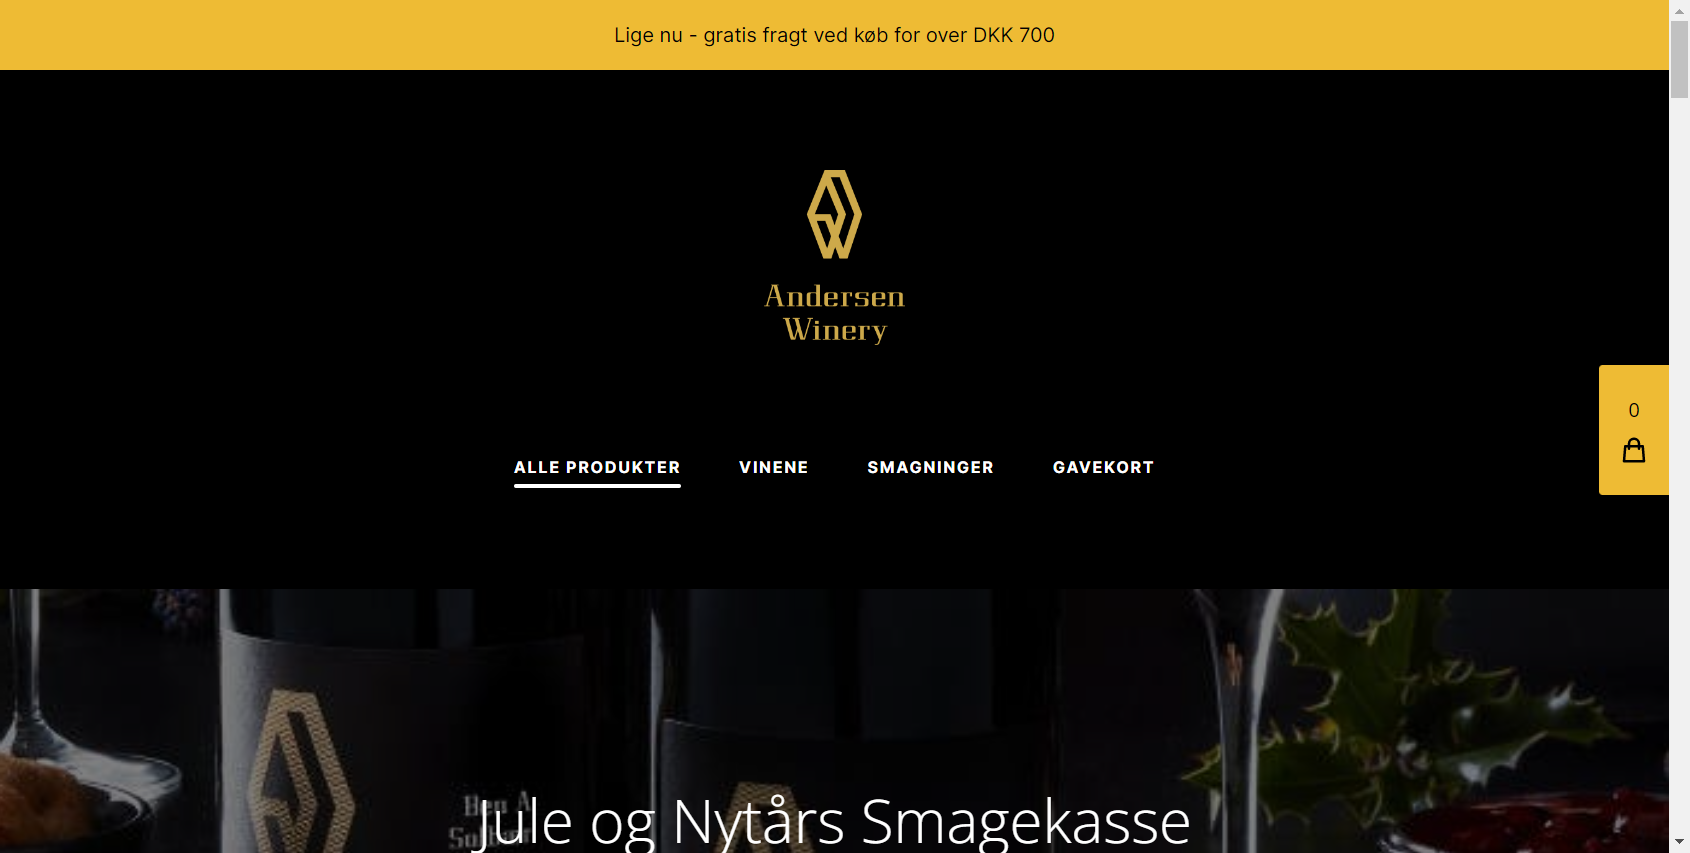 Lige nu - gratis fragt ved køb for over DKK 700
Andersen
Winery
0
ALLE PRODUKTER
VINENE
SMAGNINGER
GAVEKORT
Ben A
Jule og Nytårs Smagekasse